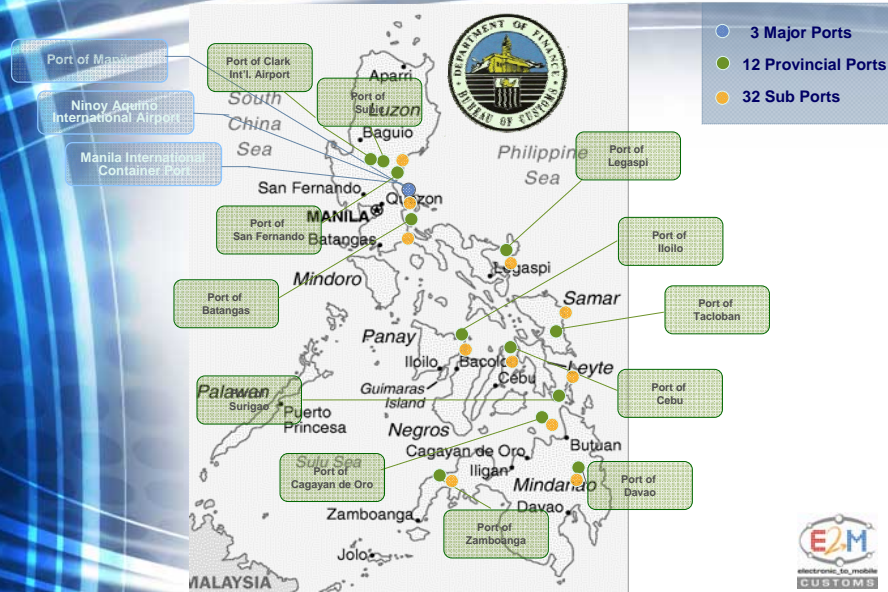 3 Major Ports
12 Provincial Ports
32 Sub Ports
DEPARTMENT OF FINANCE
BUREAU OF CUSTOMS
Port of
Ninoy Aquino
International Airport
Manila International
Container Port
Port of Clark
Int'l. Airport
Port of
Subic
Port of
San Fernando
Port of
Batangas
Port of
Legaspi
Port of
Iloilo
Port of
Tacloban
Port of
Cebu
Surigao
Port of
Cagayan de Oro
Port of
Davao
Port of
Zamboanga
Aparri
Luzon
Baguio
South
China
Sea
Philippine
Sea
San Fernando
Quezon
MANILA
Batangas
Mindoro
Legaspi
Samar
Panay
Iloilo
Bacolod
Leyte
Cebu
Guimaras
Island
Palawan
Puerto
Princesa
Negros
Cagayan de Oro
Butuan
Iligan
Sulu Sea
Mindanao
Zamboanga
Davao
Jolo
MALAYSIA
E2M
electronic_to_mobile
CUSTOMS